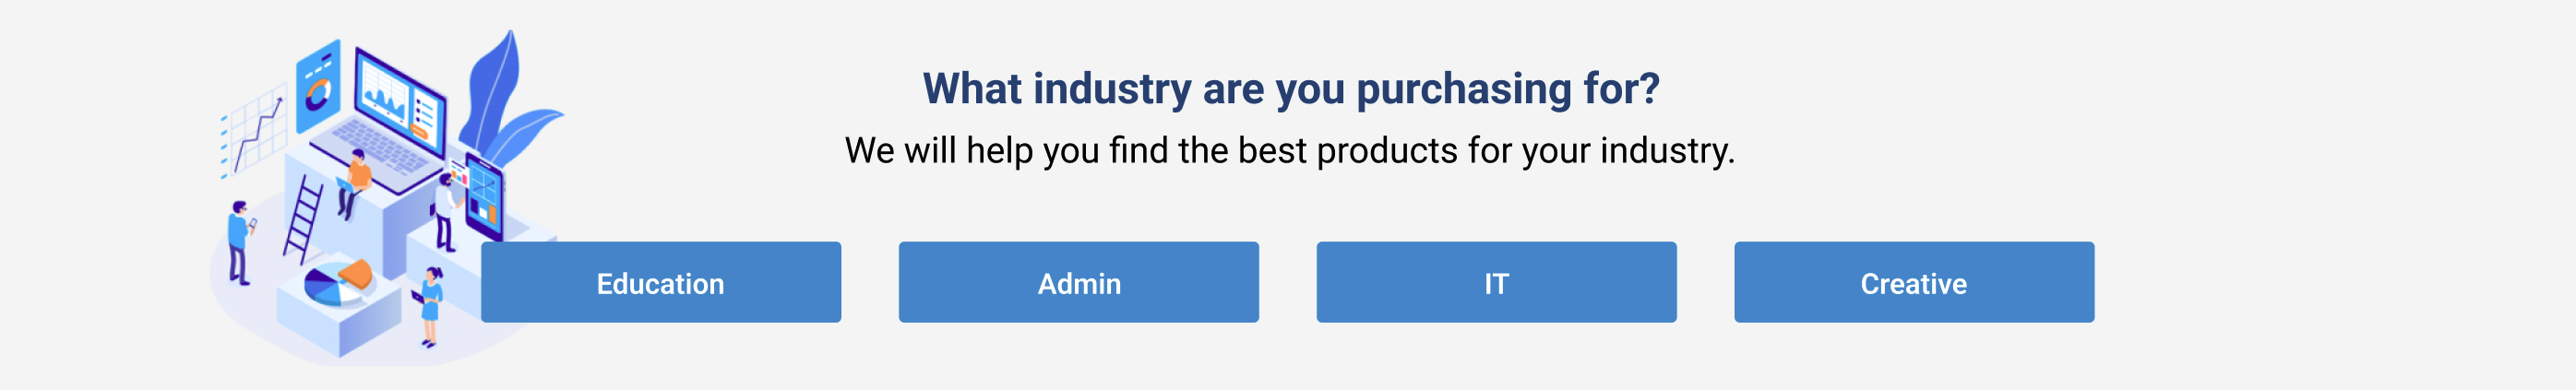 What industry are you purchasing for?
We will help you find the best products for your industry.
Education
Admin
IT
Creative